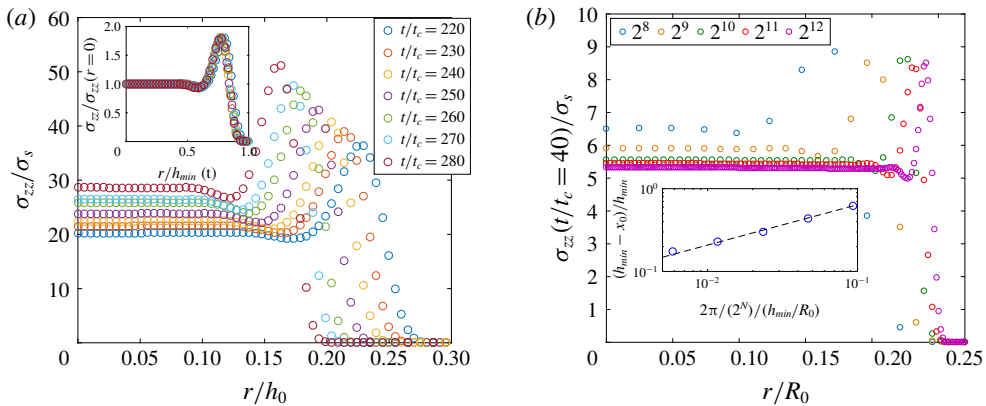 (a)
σzz/σs
60
50
40
30
20
10
0
0
0.05
0.10
0.15
0.20
0.25
0.30
r/h0
t/tc = 220
t/tc = 230
t/tc = 240
t/tc = 250
t/tc = 260
t/tc = 270
t/tc = 280
σzz/σzz(r = 0)
2.0
1.5
1.0
0.5
0
0.5
1.0
r/hmin (t)
(b)
σzz(t/tc = 40)/σs
10
9
8
7
6
5
4
3
2
1
0
0
0.05
0.10
0.15
0.20
0.25
r/R0
2^8 2^9 2^10 2^11 2^12
(hmin − x0)/hmin
10^0
10^−1
10^−2
10^−1
2π/(2^N)/(hmin/R0)